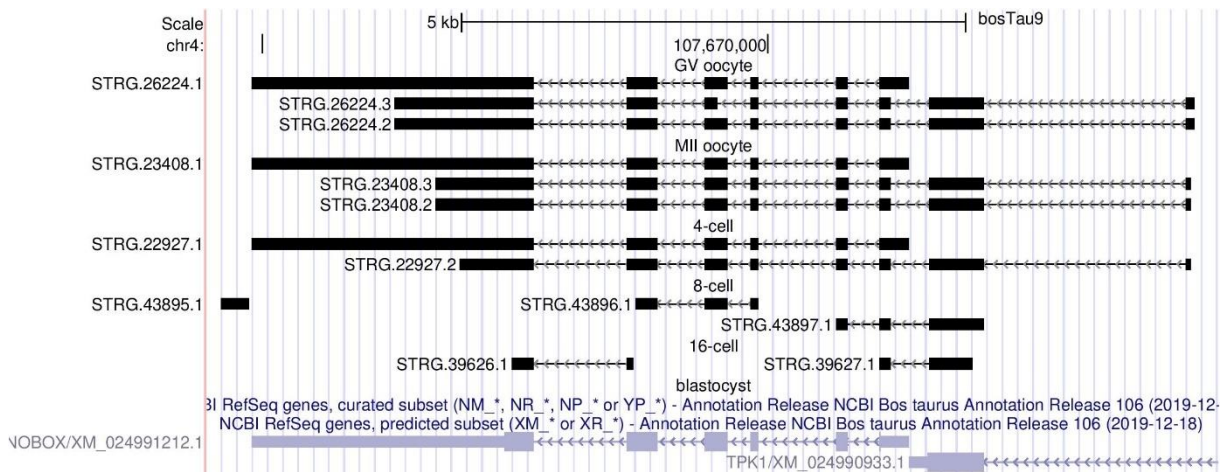 Scale 5 kb bosTau9
chr4: 107,670,000
GV oocyte
STRG.26224.1
STRG.26224.3
STRG.26224.2
MII oocyte
STRG.23408.1
STRG.23408.3
STRG.23408.2
4-cell
STRG.22927.1
STRG.22927.2
8-cell
STRG.43895.1 STRG.43896.1
STRG.43897.1
16-cell
STRG.39626.1 STRG.39627.1
blastocyst
BI RefSeq genes, curated subset (NM_*, NR_*, NP_* or YP_*) - Annotation Release NCBI Bos taurus Annotation Release 106 (2019-12-
NCBI RefSeq genes, predicted subset (XM_* or XR_*) - Annotation Release NCBI Bos taurus Annotation Release 106 (2019-12-18)
NOBOX/XM_024991212.1
TPK1/XM_024990933.1